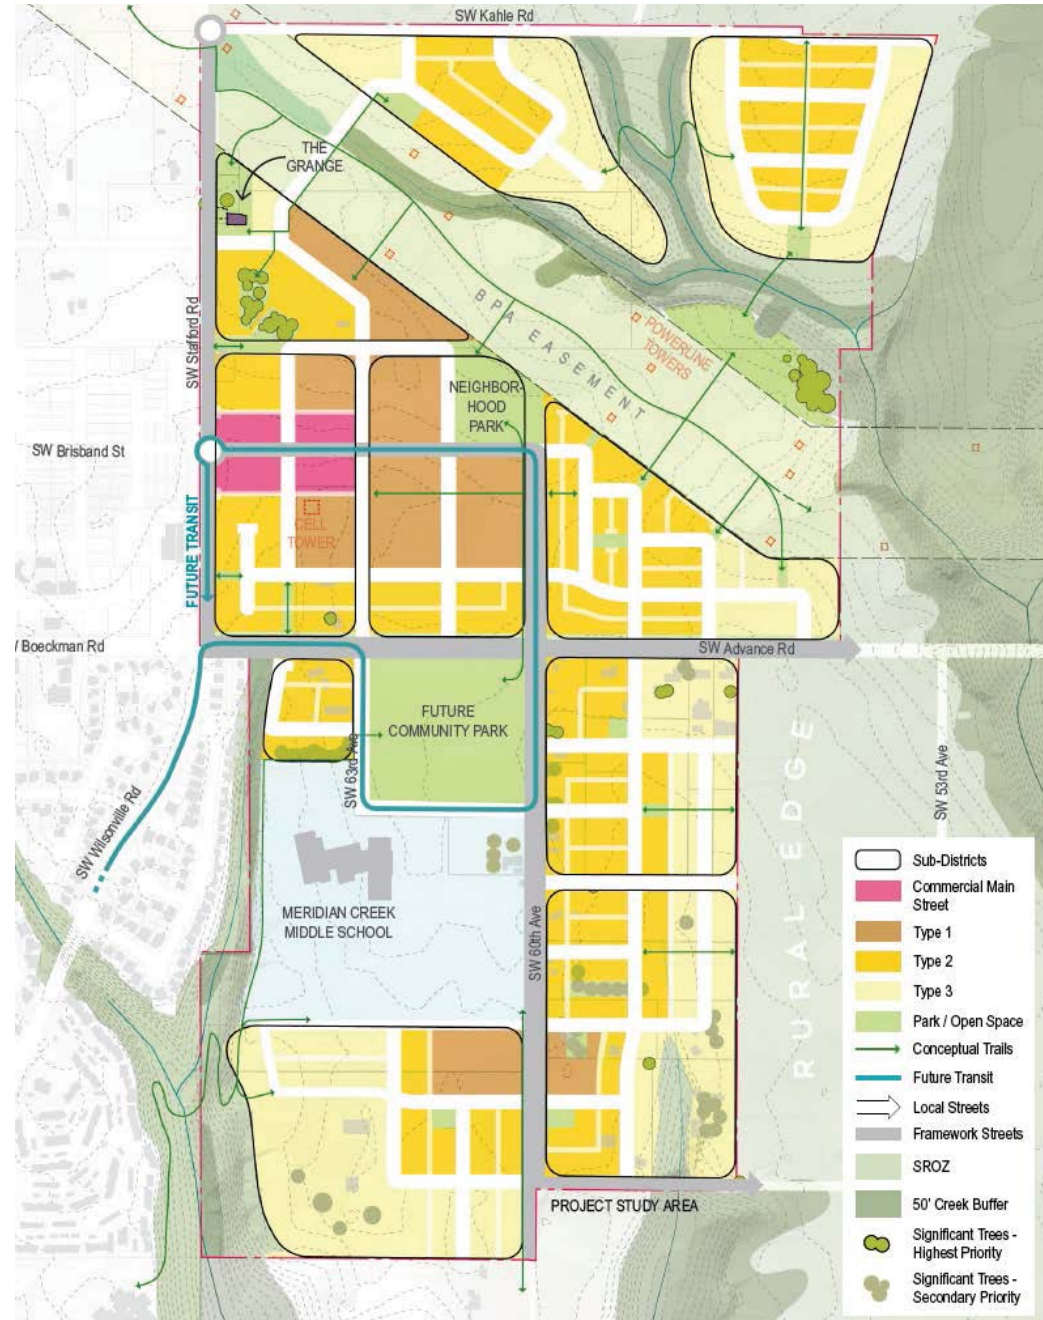 SW Kahle Rd
THE
GRANGE
SW Stafford Rd
BPA EASEMENT
POWERLINE
TOWERS
NEIGHBOR-
HOOD
PARK
SW Brisband St
FUTURE TRANSIT
CELL
TOWER
/ Boeckman Rd
SW Advance Rd
FUTURE
COMMUNITY PARK
SW 63rd Ave
SW 53rd Ave
RURAL EDGE
SW Wilsonville Rd
MERIDIAN CREEK
MIDDLE SCHOOL
SW 60th Ave
PROJECT STUDY AREA
Sub-Districts
Commercial Main
Street
Type 1
Type 2
Type 3
Park / Open Space
Conceptual Trails
Future Transit
Local Streets
Framework Streets
SROZ
50' Creek Buffer
Significant Trees -
Highest Priority
Significant Trees -
Secondary Priority